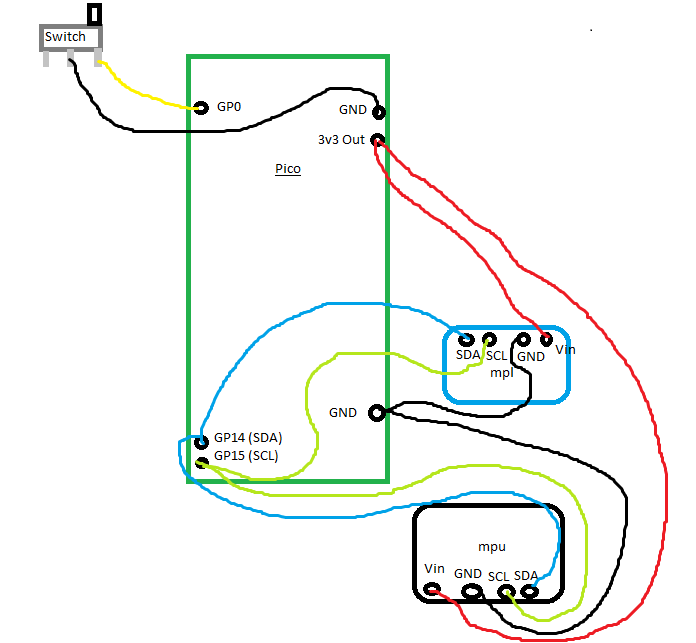 Switch
GP0
GND
3v3 Out
Pico
SDA SCL GND Vin
mpl
GND
GP14 (SDA)
GP15 (SCL)
mpu
Vin GND SCL SDA